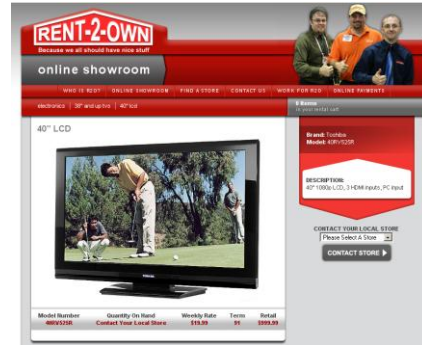 RENT-2-OWN
Because we all should have nice stuff
online showroom
WHO IS R2O? ONLINE SHOWROOM FIND A STORE CONTACT US WORK FOR R2O ONLINE PAYMENTS
electronics 36" and up tvs 40" lcd
0 Items
in your rental cart
40" LCD
Brand: Toshiba
Model: 40RV525R
DESCRIPTION:
40" 1080p LCD, 3 HDMI inputs, PC input
CONTACT YOUR LOCAL STORE
Please Select A Store
CONTACT STORE
TOSHIBA
Model Number Quantity On Hand Weekly Rate Term Retail
40RV525R Contact Your Local Store $19.99 91 $999.99